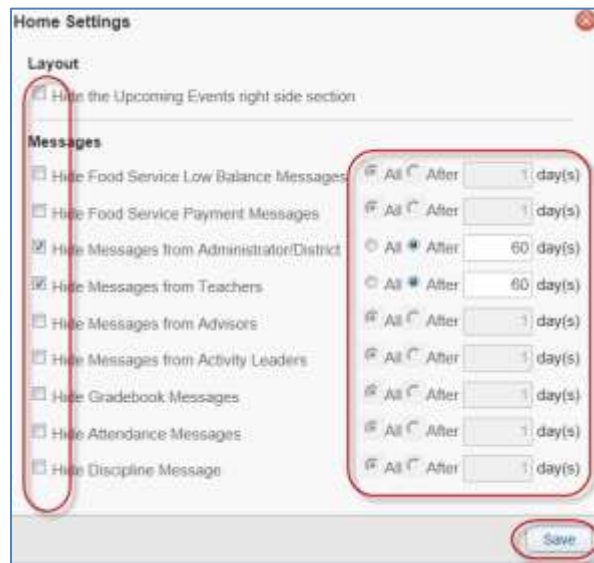 Home Settings
Layout
Hide the Upcoming Events right side section
Messages
Hide Food Service Low Balance Messages All After 1 day(s)
Hide Food Service Payment Messages All After 1 day(s)
Hide Messages from Administrator/District All After 60 day(s)
Hide Messages from Teachers All After 60 day(s)
Hide Messages from Advisors All After 1 day(s)
Hide Messages from Activity Leaders All After 1 day(s)
Hide Gradebook Messages All After 1 day(s)
Hide Attendance Messages All After 1 day(s)
Hide Discipline Message All After 1 day(s)
Save